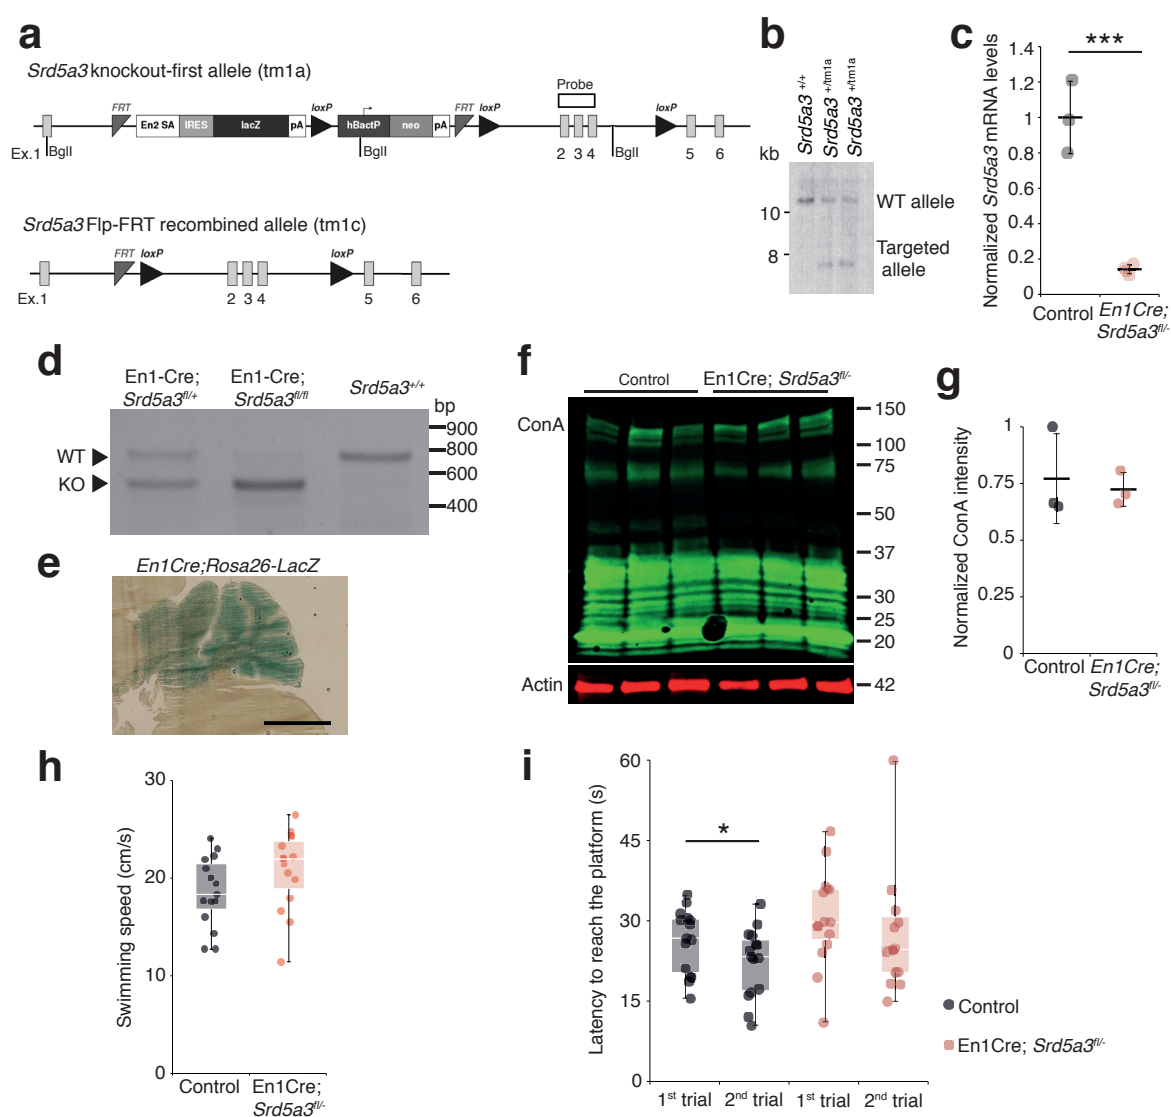 a
Srd5a3 knockout-first allele (tm1a)
Probe
FRT loxP FRT loxP loxP
En2 SA IRES lacZ pA hBactP neo pA
Ex.1 BglI BglI 2 3 4 BglI 5 6
Srd5a3 Flp-FRT recombined allele (tm1c)
FRT loxP loxP
Ex.1 2 3 4 5 6
b
Srd5a3 +/+
Srd5a3 +/tm1a
Srd5a3 +/tm1a
kb
10
8
WT allele
Targeted
allele
c
Normalized Srd5a3 mRNA levels
1.4
1.2
1
0.8
0.6
0.4
0.2
0
***
Control En1Cre;
Srd5a3fl/-
d
En1-Cre;
Srd5a3fl/+
En1-Cre;
Srd5a3fl/fl
Srd5a3+/+
bp
900
800
600
400
WT
KO
e
En1Cre;Rosa26-LacZ
f
Control En1Cre; Srd5a3fl/-
ConA
150
100
75
50
37
30
25
20
Actin
42
g
Normalized ConA intensity
1
0.75
0.5
0.25
0
Control En1Cre;
Srd5a3fl/-
h
Swimming speed (cm/s)
30
20
10
0
Control En1Cre;
Srd5a3fl/-
i
Latency to reach the platform (s)
60
45
30
15
0
*
1st trial 2nd trial 1st trial 2nd trial
Control
En1Cre; Srd5a3fl/-